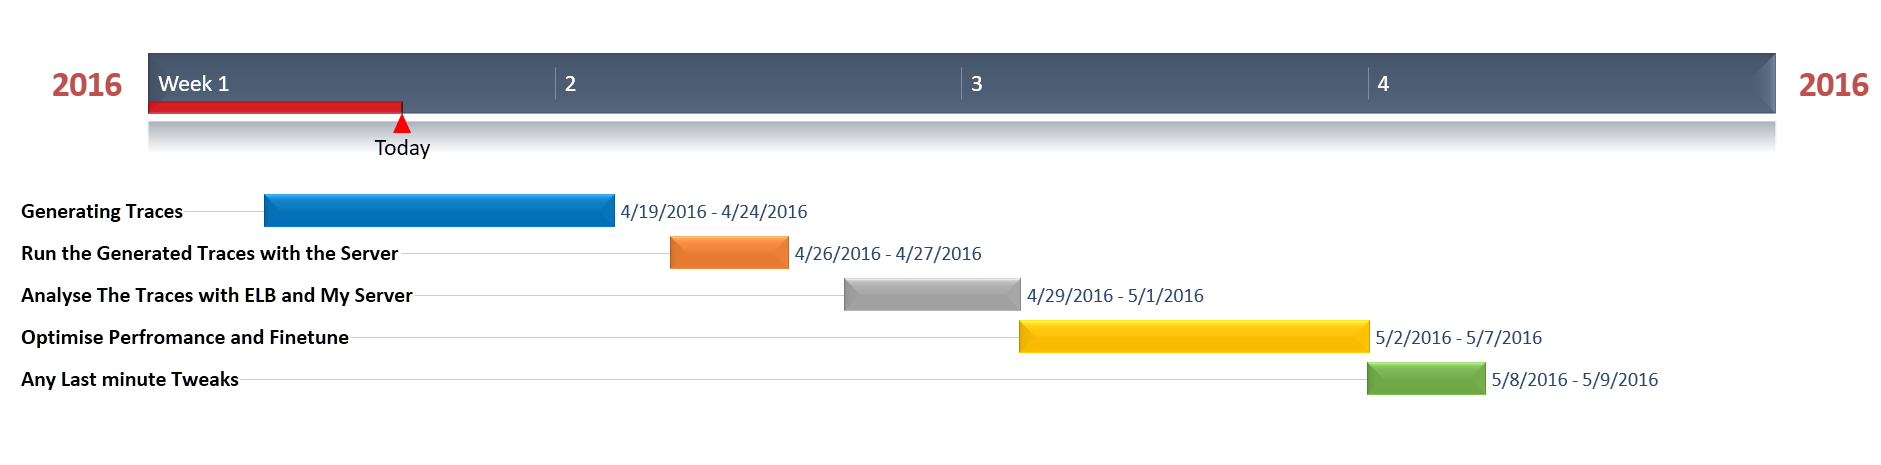 2016 Week 1 2 3 4 2016
Today
Generating Traces 4/19/2016 - 4/24/2016
Run the Generated Traces with the Server 4/26/2016 - 4/27/2016
Analyse The Traces with ELB and My Server 4/29/2016 - 5/1/2016
Optimise Perfromance and Finetune 5/2/2016 - 5/7/2016
Any Last minute Tweaks 5/8/2016 - 5/9/2016